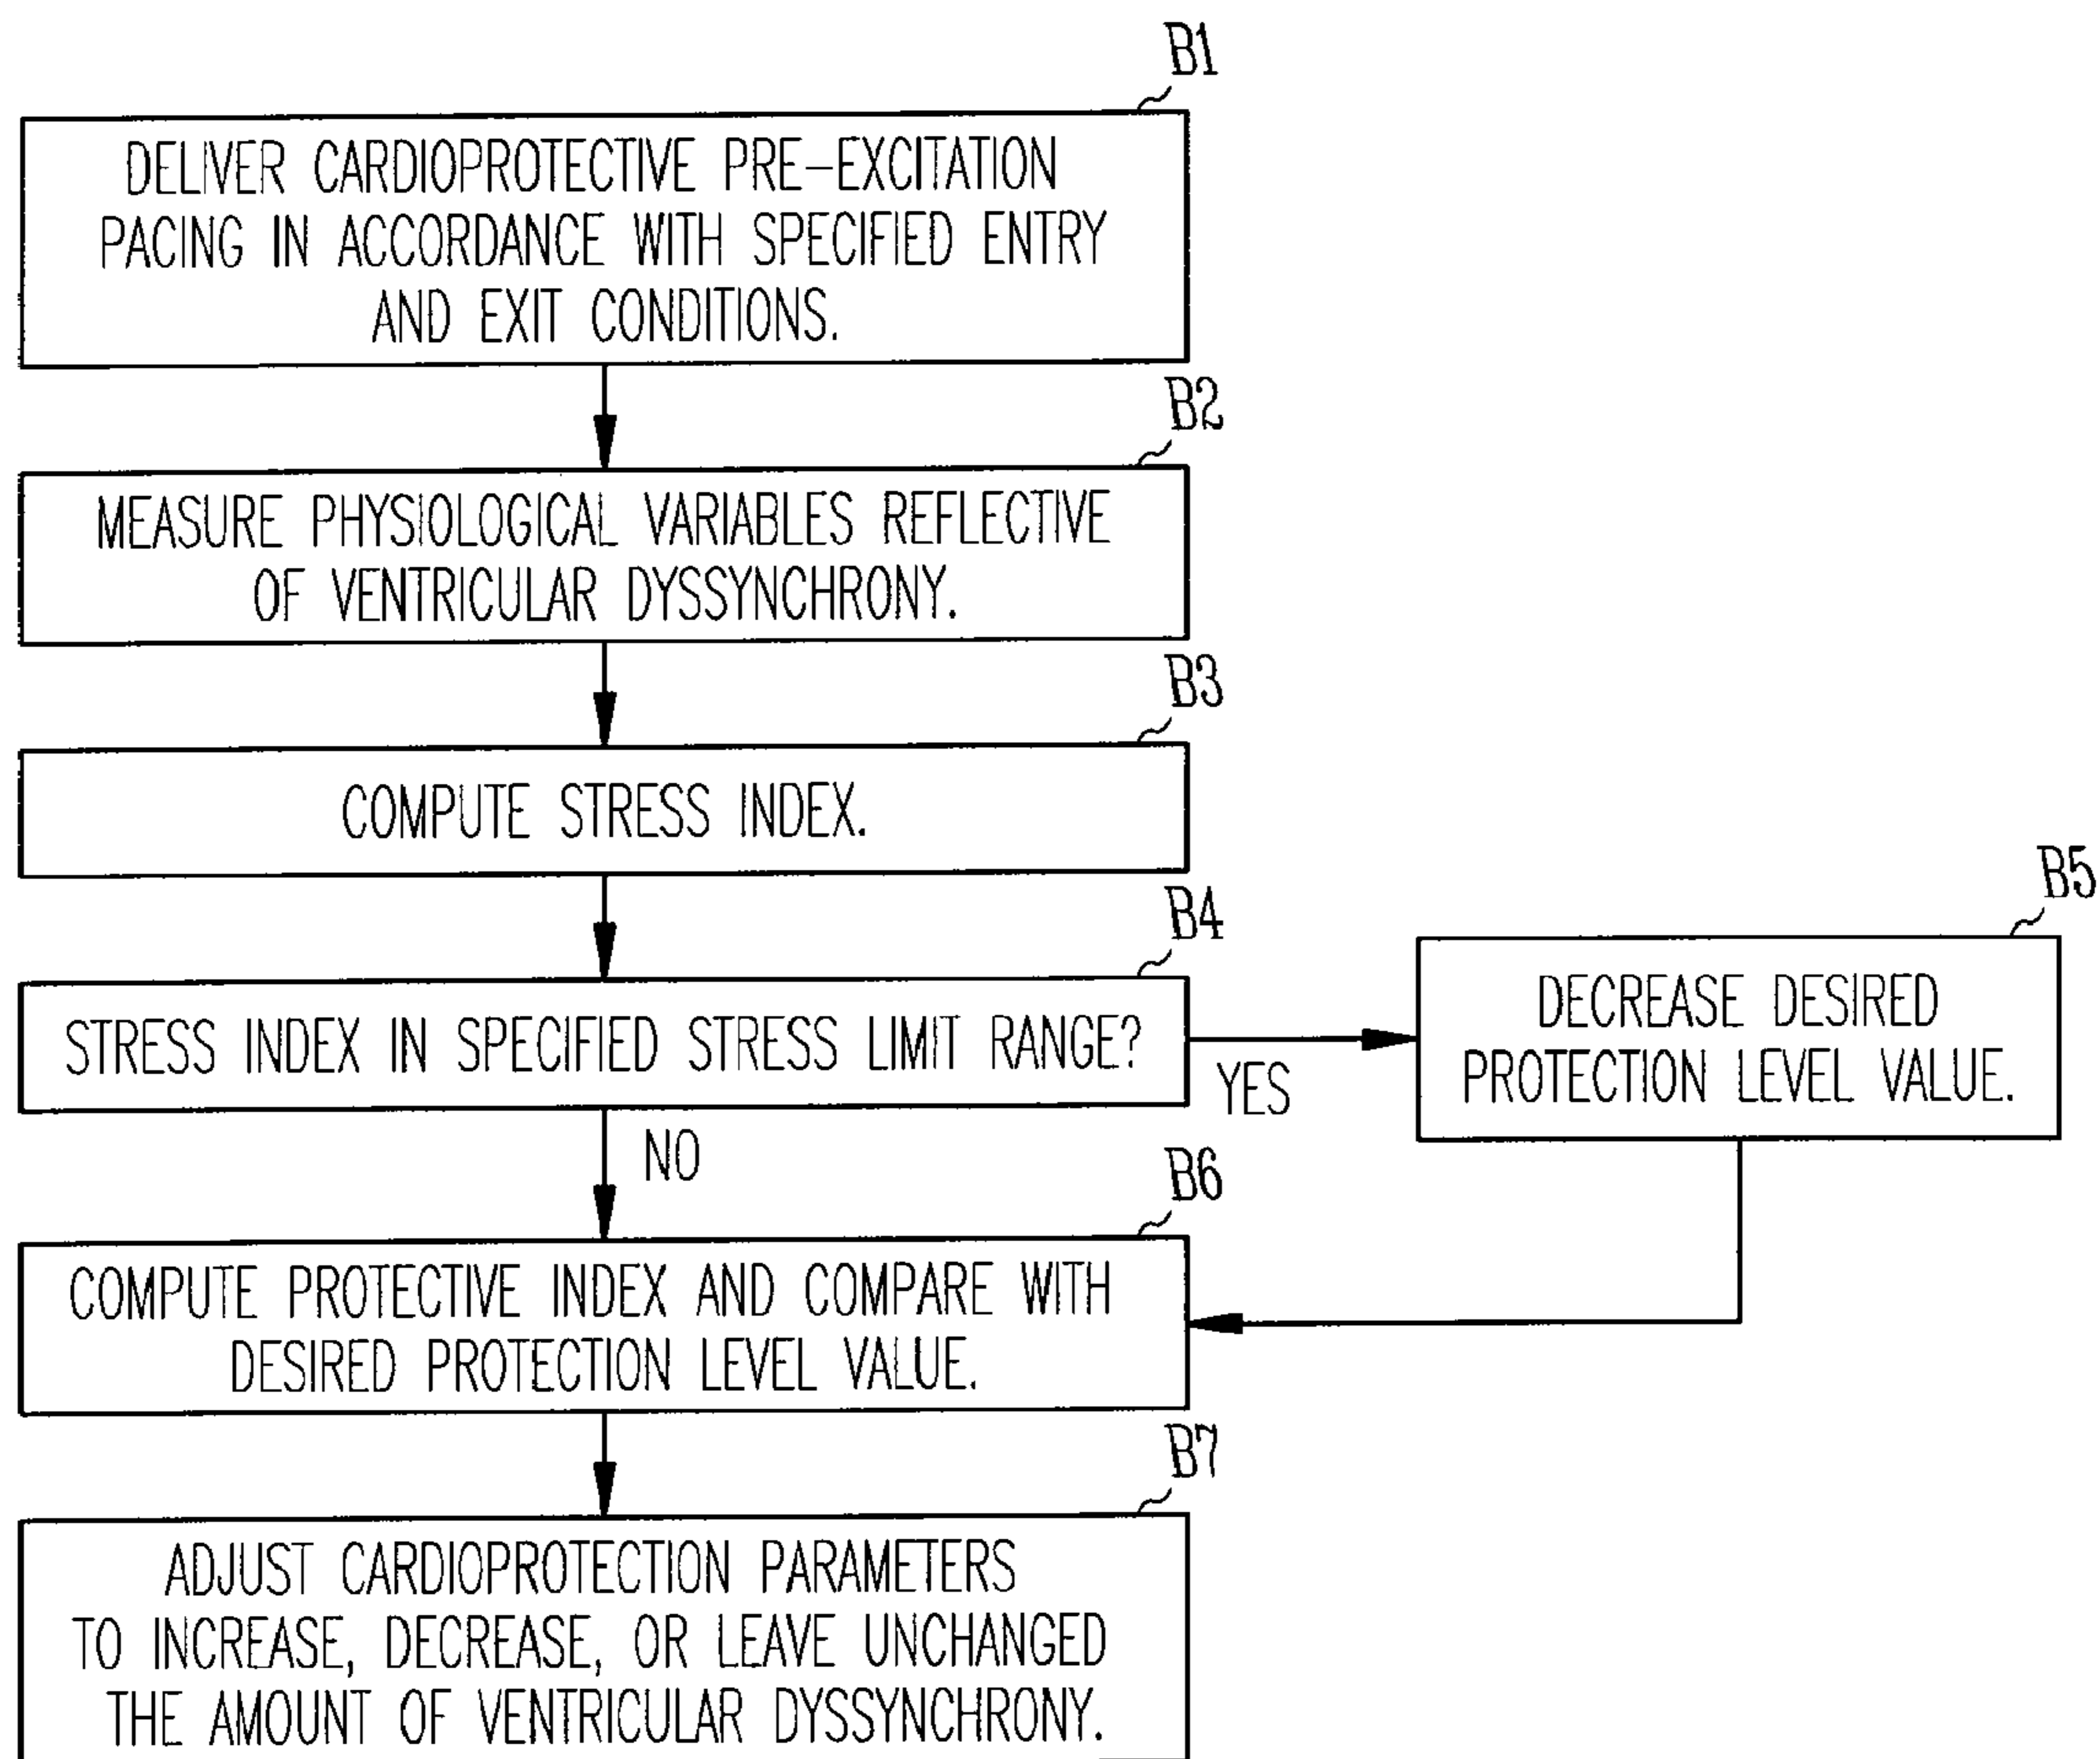 B1
DELIVER CARDIOPROTECTIVE PRE-EXCITATION
PACING IN ACCORDANCE WITH SPECIFIED ENTRY
AND EXIT CONDITIONS.
B2
MEASURE PHYSIOLOGICAL VARIABLES REFLECTIVE
OF VENTRICULAR DYSSYNCHRONY.
B3
COMPUTE STRESS INDEX.
B4
STRESS INDEX IN SPECIFIED STRESS LIMIT RANGE?
YES
B5
DECREASE DESIRED
PROTECTION LEVEL VALUE.
NO
B6
COMPUTE PROTECTIVE INDEX AND COMPARE WITH
DESIRED PROTECTION LEVEL VALUE.
B7
ADJUST CARDIOPROTECTION PARAMETERS
TO INCREASE, DECREASE, OR LEAVE UNCHANGED
THE AMOUNT OF VENTRICULAR DYSSYNCHRONY.